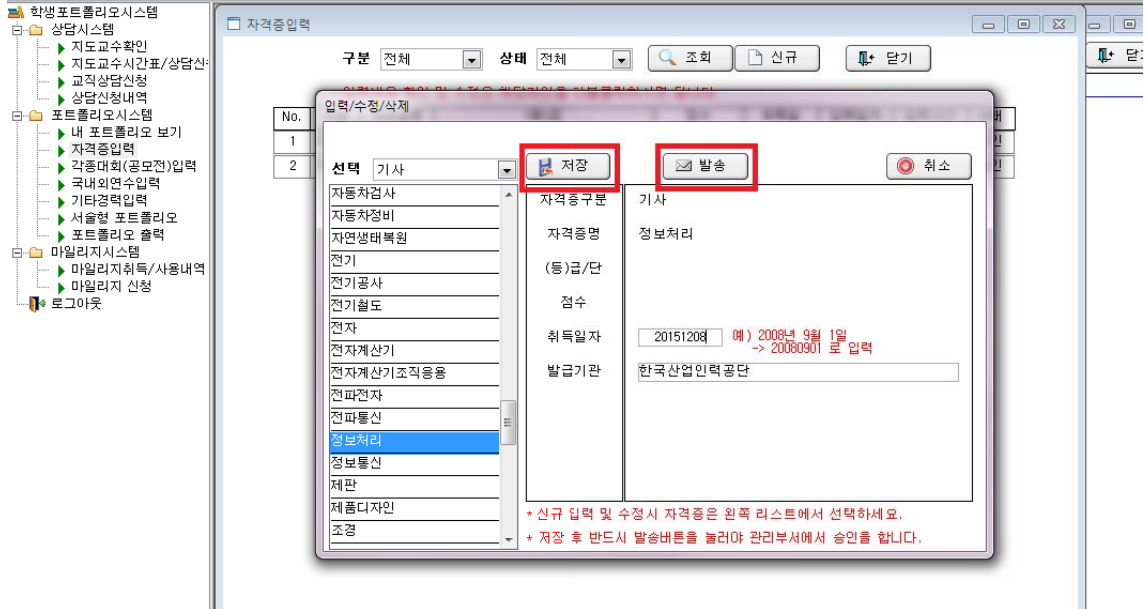 학생포트폴리오시스템
상담시스템
지도교수확인
지도교수시간표/상담신
교직상담신청
상담신청내역
포트폴리오시스템
내 포트폴리오 보기
자격증입력
각종대회(공모전)입력
국내외연수입력
기타경력입력
서술형 포트폴리오
포트폴리오 출력
마일리지시스템
마일리지취득/사용내역
마일리지 신청
로그아웃
자격증입력
구분 전체 상태 전체 조회 신규 닫기
No.
1
2
입력/수정/삭제
선택 기사 저장 발송 취소
자동차검사
자동차정비
자연생태복원
전기
전기공사
전기철도
전자
전자계산기
전자계산기조직응용
전파전자
전파통신
정보처리
정보통신
제판
제품디자인
조경
자격증구분 기사
자격증명 정보처리
(등)급/단
점수
취득일자 20151208 예) 2008년 9월 1일
-> 20080901 로 입력
발급기관 한국산업인력공단
* 신규 입력 및 수정시 자격증은 왼쪽 리스트에서 선택하세요.
* 저장 후 반드시 발송버튼을 눌러야 관리부서에서 승인을 합니다.